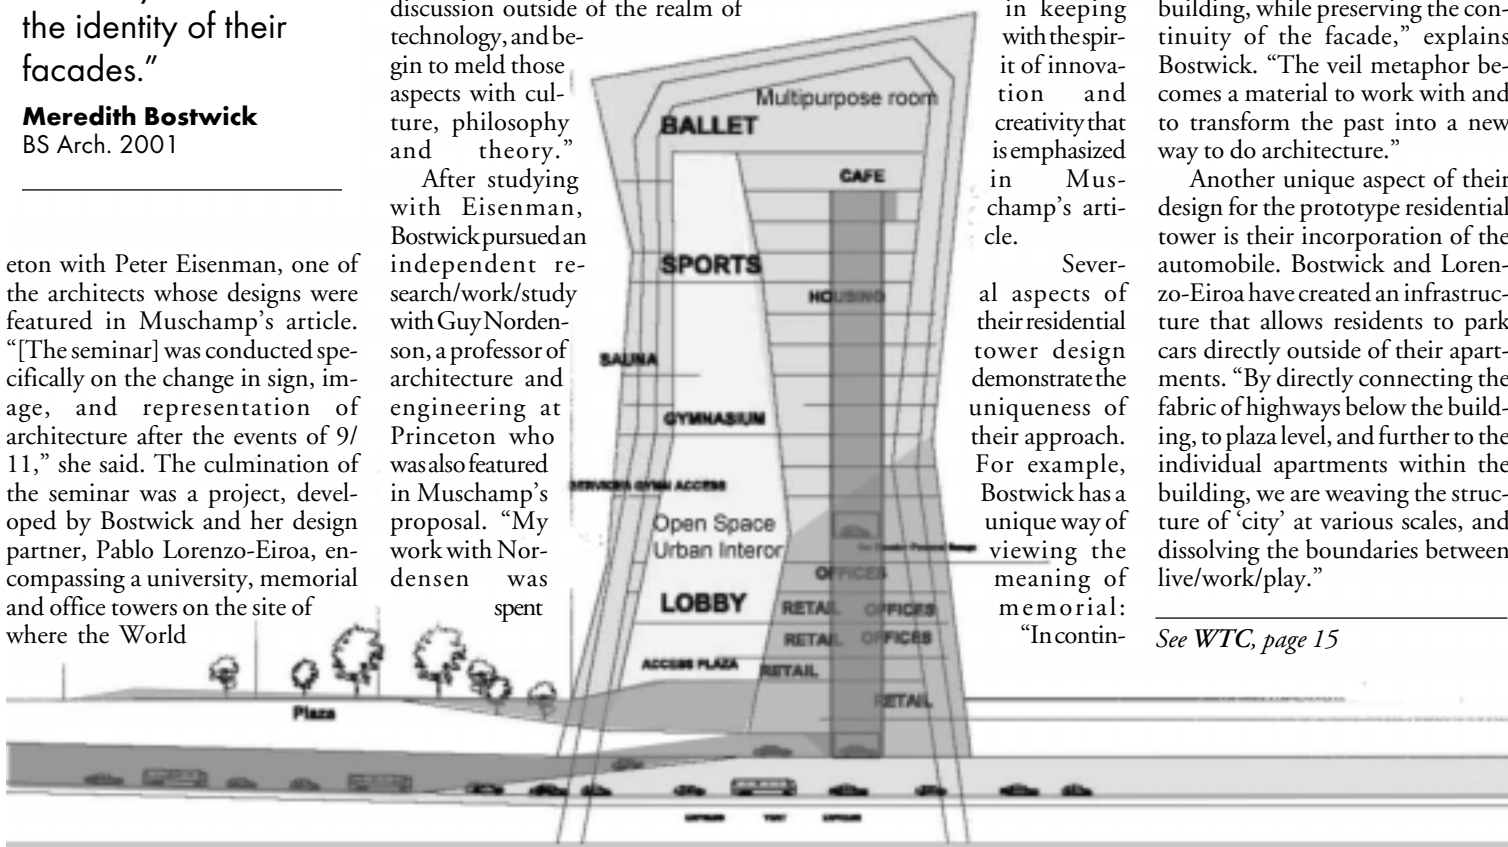 the identity of their
facades.”
Meredith Bostwick
BS Arch. 2001
eton with Peter Eisenman, one of
the architects whose designs were
featured in Muschamp’s article.
“[The seminar] was conducted spe-
cifically on the change in sign, im-
age, and representation of
architecture after the events of 9/
11,” she said. The culmination of
the seminar was a project, devel-
oped by Bostwick and her design
partner, Pablo Lorenzo-Eiroa, en-
compassing a university, memorial
and office towers on the site of
where the World
discussion outside of the realm of
technology, and be-
gin to meld those
aspects with cul-
ture, philosophy
and theory.”
After studying
with Eisenman,
Bostwick pursued an
independent re-
search/work/study
with Guy Norden-
son, a professor of
architecture and
engineering at
Princeton who
was also featured
in Muschamp’s
proposal. “My
work with Nor-
densen was
spent
Multipurpose room
BALLET
CAFE
SPORTS
HOUSING
SAUNA
GYMNASIUM
SERVICES GYM ACCESS
Open Space
Urban Interor
OFFICES
LOBBY
RETAIL OFFICES
RETAIL OFFICES
ACCESS PLAZA
RETAIL
RETAIL
Plaza
in keeping
with the spir-
it of innova-
tion and
creativity that
is emphasized
in Mus-
champ’s arti-
cle.
Sever-
al aspects of
their residential
tower design
demonstrate the
uniqueness of
their approach.
For example,
Bostwick has a
unique way of
viewing the
meaning of
memorial:
“In contin-
building, while preserving the con-
tinuity of the facade,” explains
Bostwick. “The veil metaphor be-
comes a material to work with and
to transform the past into a new
way to do architecture.”
Another unique aspect of their
design for the prototype residential
tower is their incorporation of the
automobile. Bostwick and Loren-
zo-Eiroa have created an infrastruc-
ture that allows residents to park
cars directly outside of their apart-
ments. “By directly connecting the
fabric of highways below the build-
ing, to plaza level, and further to the
individual apartments within the
building, we are weaving the struc-
ture of ‘city’ at various scales, and
dissolving the boundaries between
live/work/play.”
See WTC, page 15